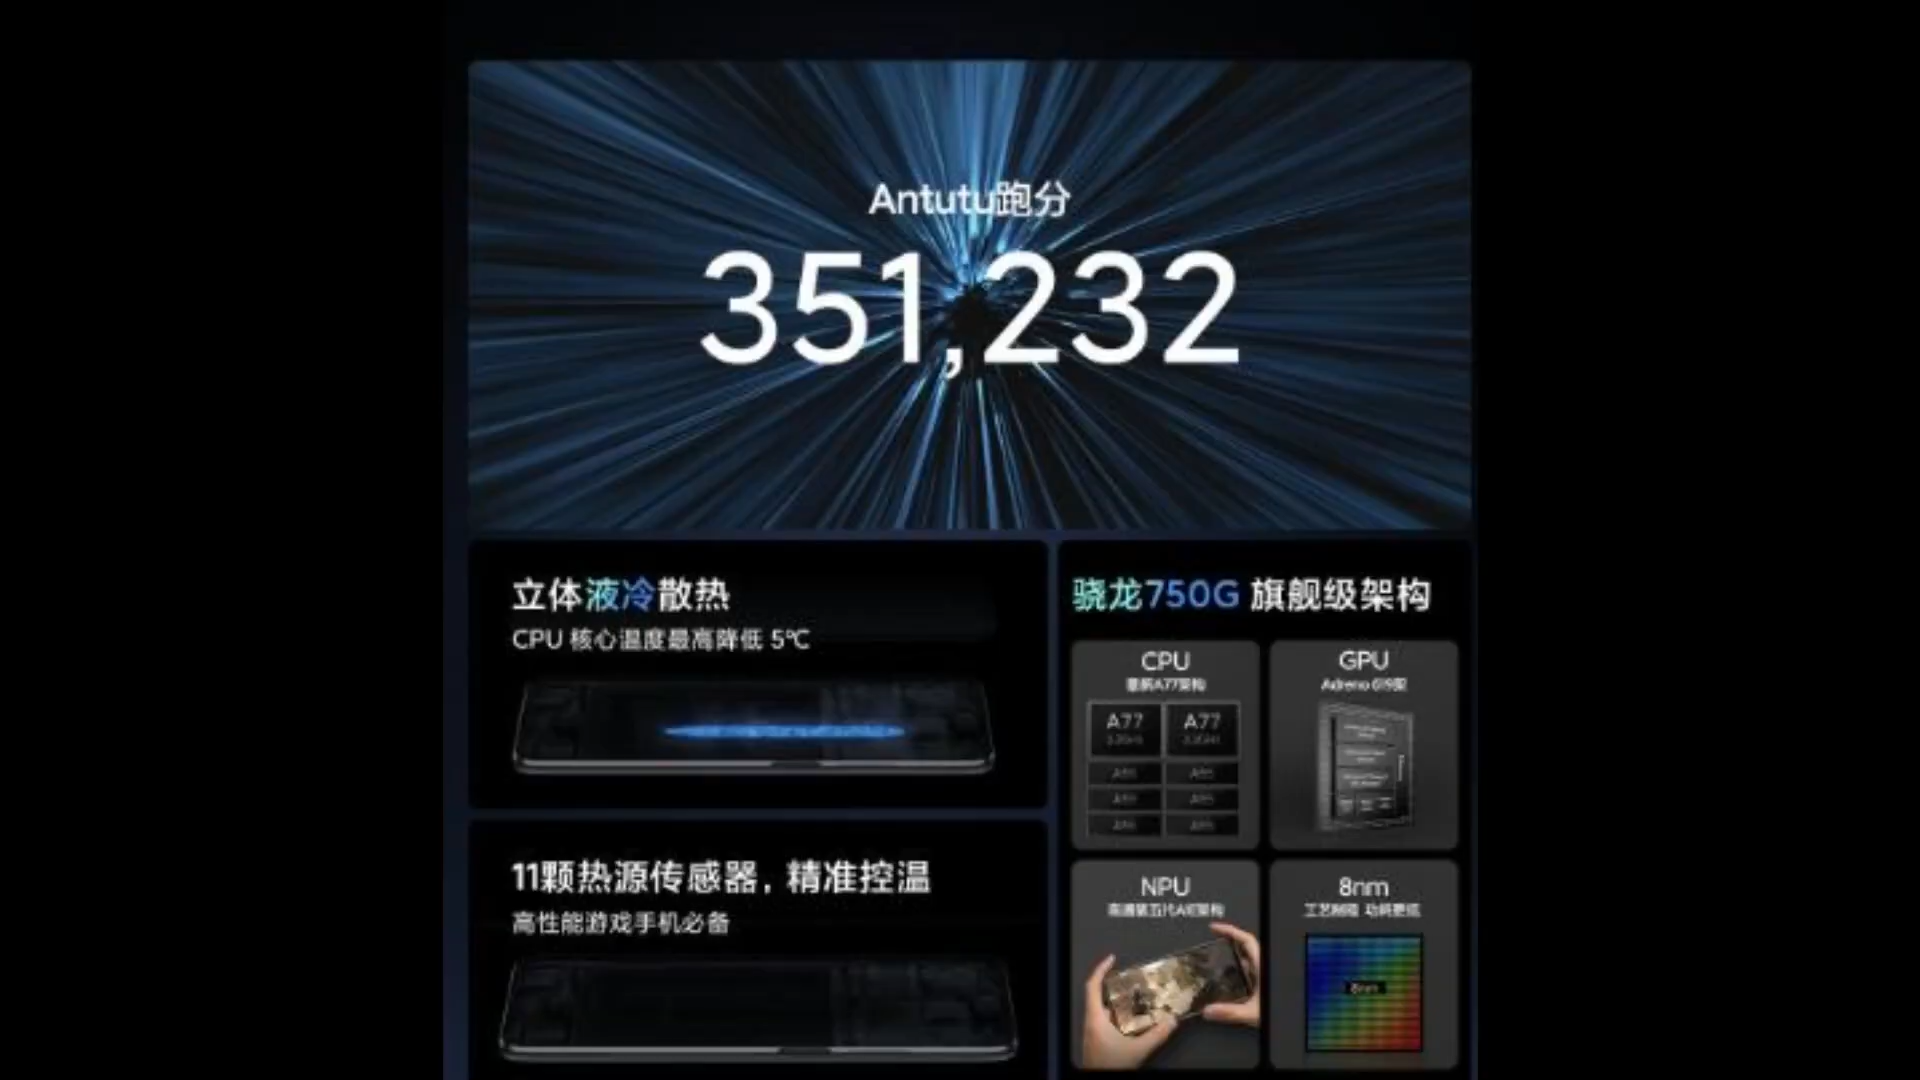 Antutu跑分
351,232
立体液冷散热
CPU 核心温度最高降低 5℃
骁龙750G 旗舰级架构
CPU
A77 A77
GPU
Adreno 619
11颗热源传感器，精准控温
高性能游戏手机必备
NPU
8nm
8nm